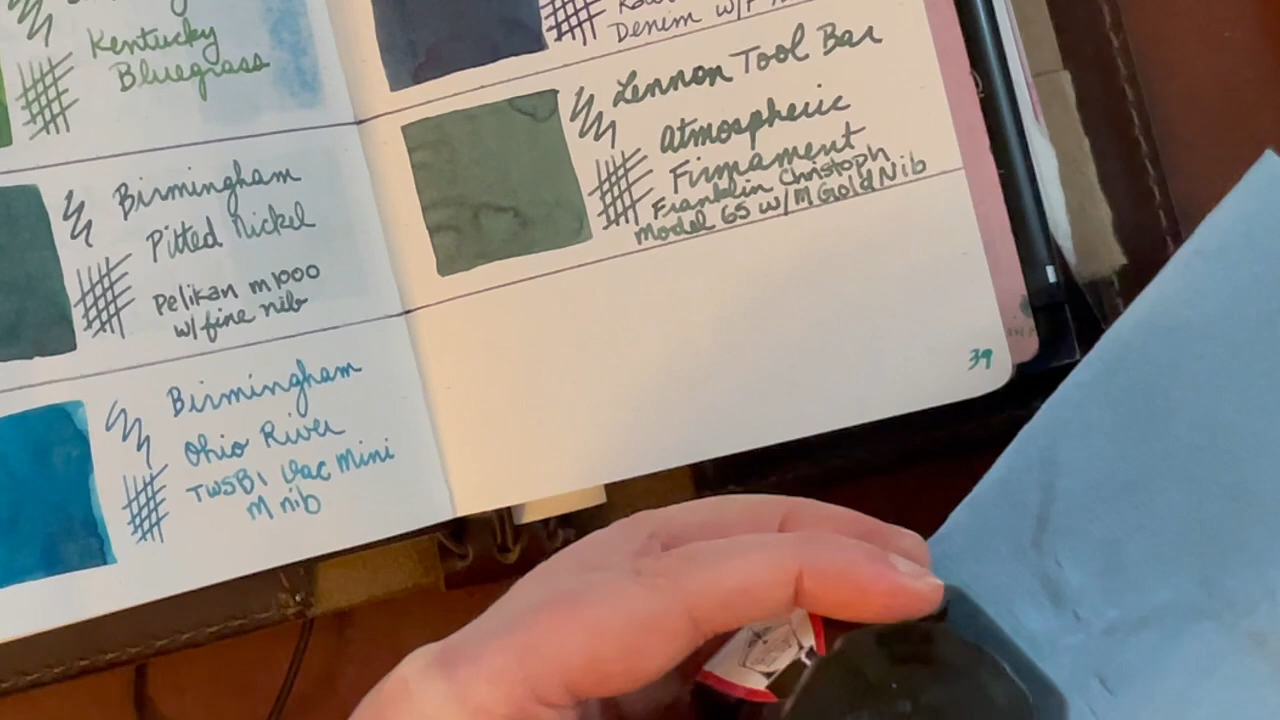 Kentucky
Bluegrass
Birmingham
Pitted Nickel
Pelikan m1000
w/ fine nib
Birmingham
Ohio River
TWSBI Vac Mini
M nib
Denim w/F
Lennon Tool Bar
Atmospheric
Firmament
Franklin Christoph
Model 65 w/ M Gold Nib
39